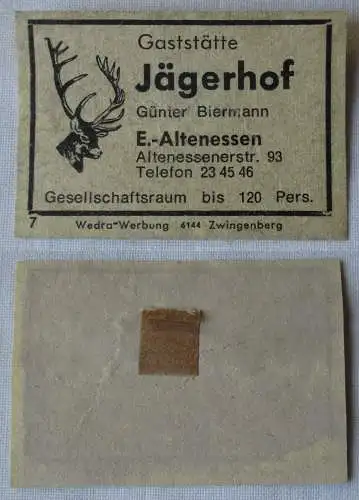 Gaststätte
Jägerhof
Günter Biermann
E.-Altenessen
Altenessenerstr. 93
Telefon 23 45 46
Gesellschaftsraum bis 120 Pers.
7 Wedra-Werbung 6144 Zwingenberg